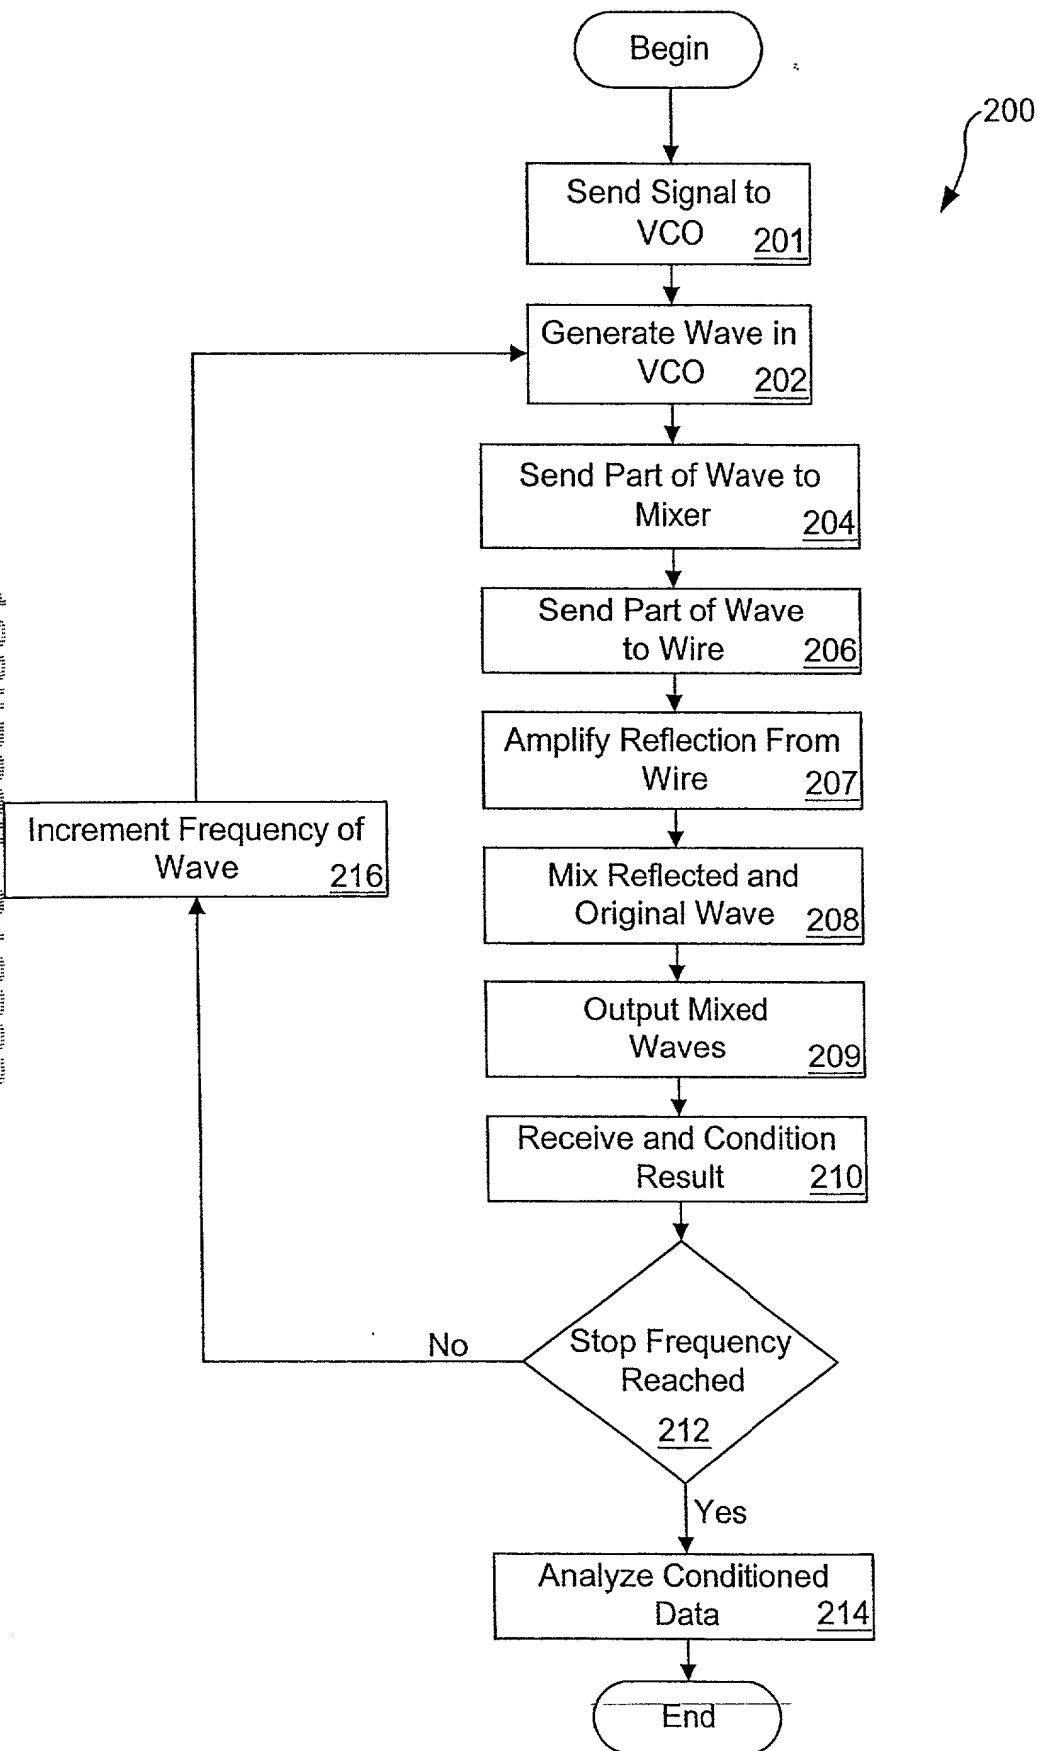 Begin
200
Send Signal to
VCO 201
Generate Wave in
VCO 202
Send Part of Wave to
Mixer 204
Send Part of Wave
to Wire 206
Amplify Reflection From
Wire 207
Increment Frequency of
Wave 216
Mix Reflected and
Original Wave 208
Output Mixed
Waves 209
Receive and Condition
Result 210
No
Stop Frequency
Reached
212
Yes
Analyze Conditioned
Data 214
End